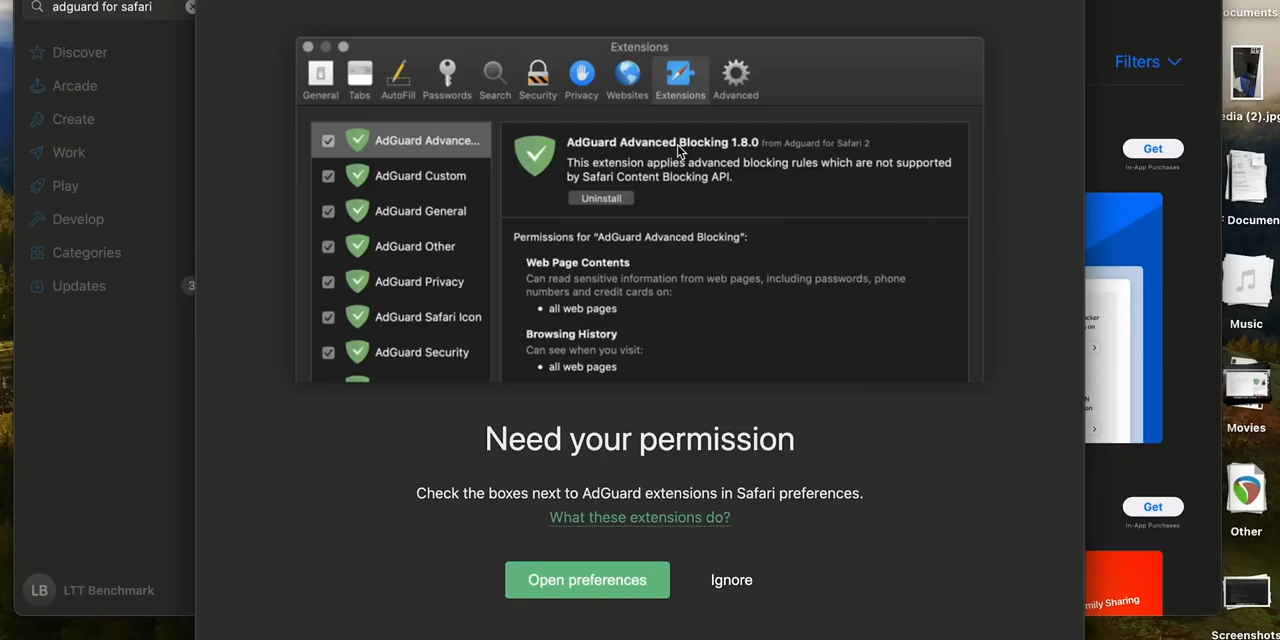 adguard for safari
Discover
Arcade
Create
Work
Play
Develop
Categories
Updates
3
LB
LTT Benchmark
Extensions
General
Tabs
AutoFill
Passwords
Search
Security
Privacy
Websites
Extensions
Advanced
AdGuard Advance...
AdGuard Custom
AdGuard General
AdGuard Other
AdGuard Privacy
AdGuard Safari Icon
AdGuard Security
AdGuard Advanced Blocking 1.8.0 from Adguard for Safari 2
This extension applies advanced blocking rules which are not supported
by Safari Content Blocking API.
Uninstall
Permissions for “AdGuard Advanced Blocking”:
Web Page Contents
Can read sensitive information from web pages, including passwords, phone
numbers and credit cards on:
• all web pages
Browsing History
Can see when you visit:
• all web pages
Need your permission
Check the boxes next to AdGuard extensions in Safari preferences.
What these extensions do?
Open preferences
Ignore
Filters
Get
In-App Purchases
Get
In-App Purchases
mily Sharing
ocuments
edia (2).jpg
Documen
Music
Movies
Other
Screenshots